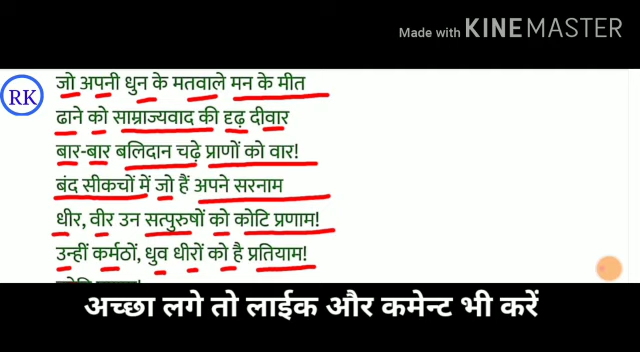 Made with KINEMASTER
जो अपनी धुन के मतवाले मन के मीत
RK
ढाने को साम्राज्यवाद की दृढ़ दीवार
बार-बार बलिदान चढ़े प्राणों को वार!
बंद सीकचों में जो हैं अपने सरनाम
धीर, वीर उन सत्पुरुषों को कोटि प्रणाम!
उन्हीं कर्मठों, धुव धीरों को है प्रतियाम!
अच्छा लगे तो लाईक और कमेन्ट भी करें